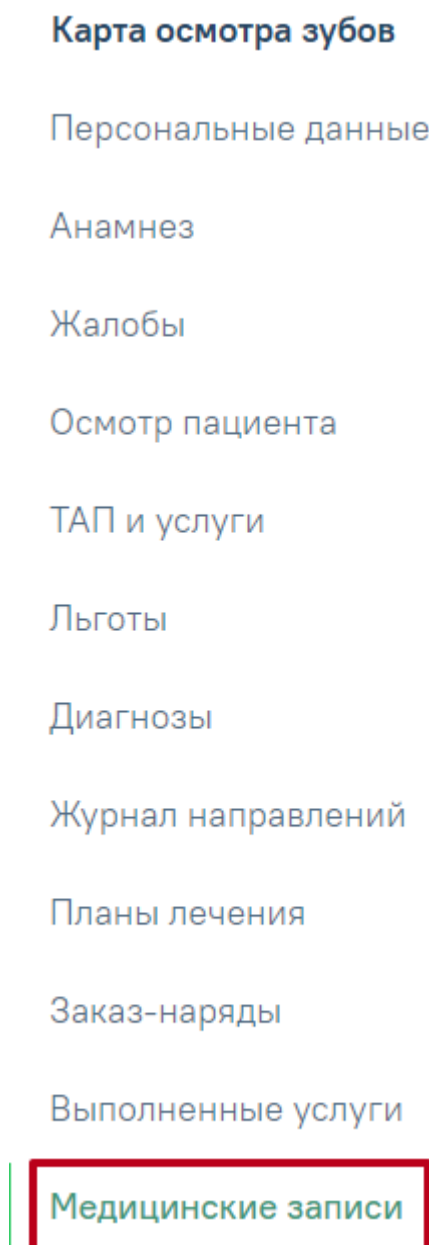 Карта осмотра зубов
Персональные данные
Анамнез
Жалобы
Осмотр пациента
ТАП и услуги
Льготы
Диагнозы
Журнал направлений
Планы лечения
Заказ-наряды
Выполненные услуги
Медицинские записи